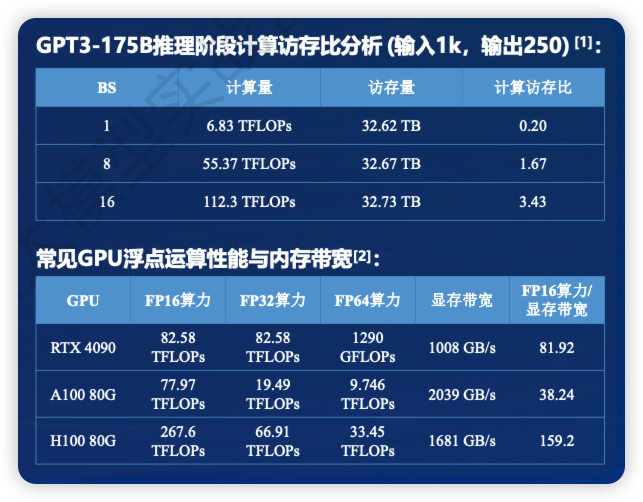 GPT3-175B推理阶段计算访存比分析 (输入1k，输出250) [1]：
BS 计算量 访存量 计算访存比
1 6.83 TFLOPs 32.62 TB 0.20
8 55.37 TFLOPs 32.67 TB 1.67
16 112.3 TFLOPs 32.73 TB 3.43
常见GPU浮点运算性能与内存带宽[2]：
GPU FP16算力 FP32算力 FP64算力 显存带宽 FP16算力/
显存带宽
RTX 4090 82.58 TFLOPs 82.58 TFLOPs 1290 GFLOPs 1008 GB/s 81.92
A100 80G 77.97 TFLOPs 19.49 TFLOPs 9.746 TFLOPs 2039 GB/s 38.24
H100 80G 267.6 TFLOPs 66.91 TFLOPs 33.45 TFLOPs 1681 GB/s 159.2